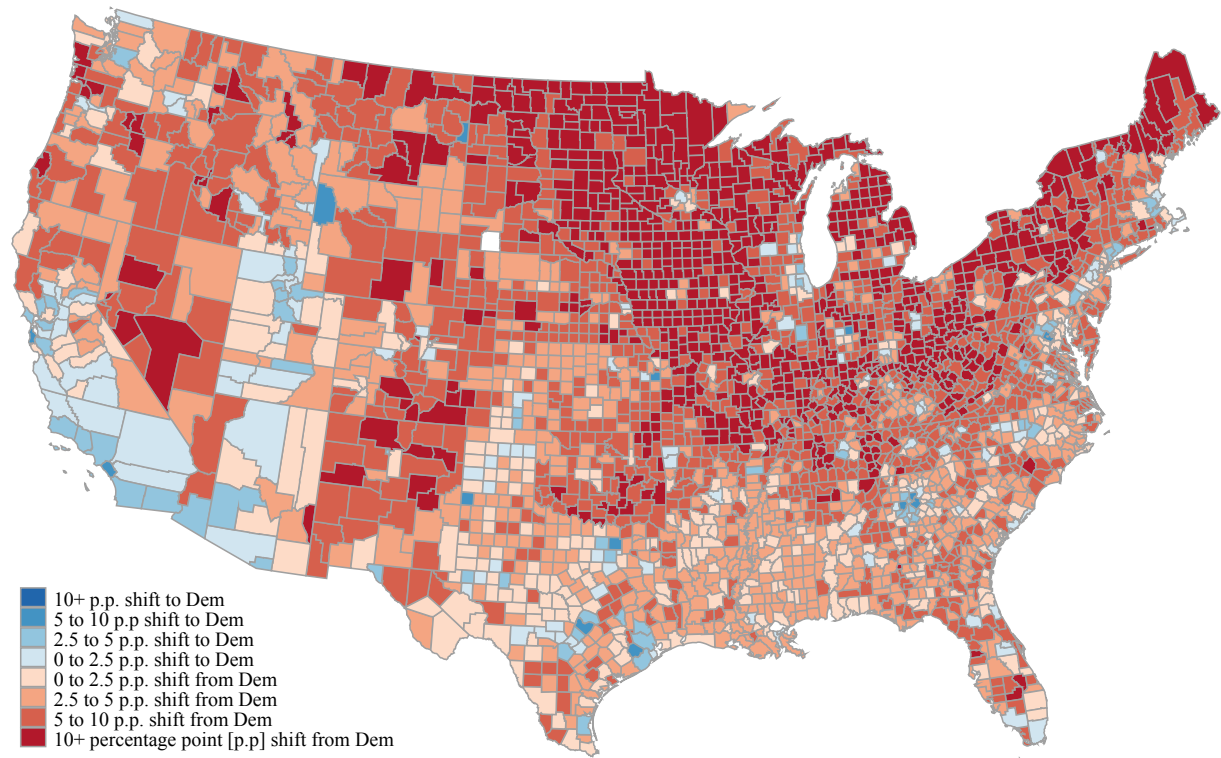 10+ p.p. shift to Dem
5 to 10 p.p shift to Dem
2.5 to 5 p.p. shift to Dem
0 to 2.5 p.p. shift to Dem
0 to 2.5 p.p. shift from Dem
2.5 to 5 p.p. shift from Dem
5 to 10 p.p. shift from Dem
10+ percentage point [p.p] shift from Dem